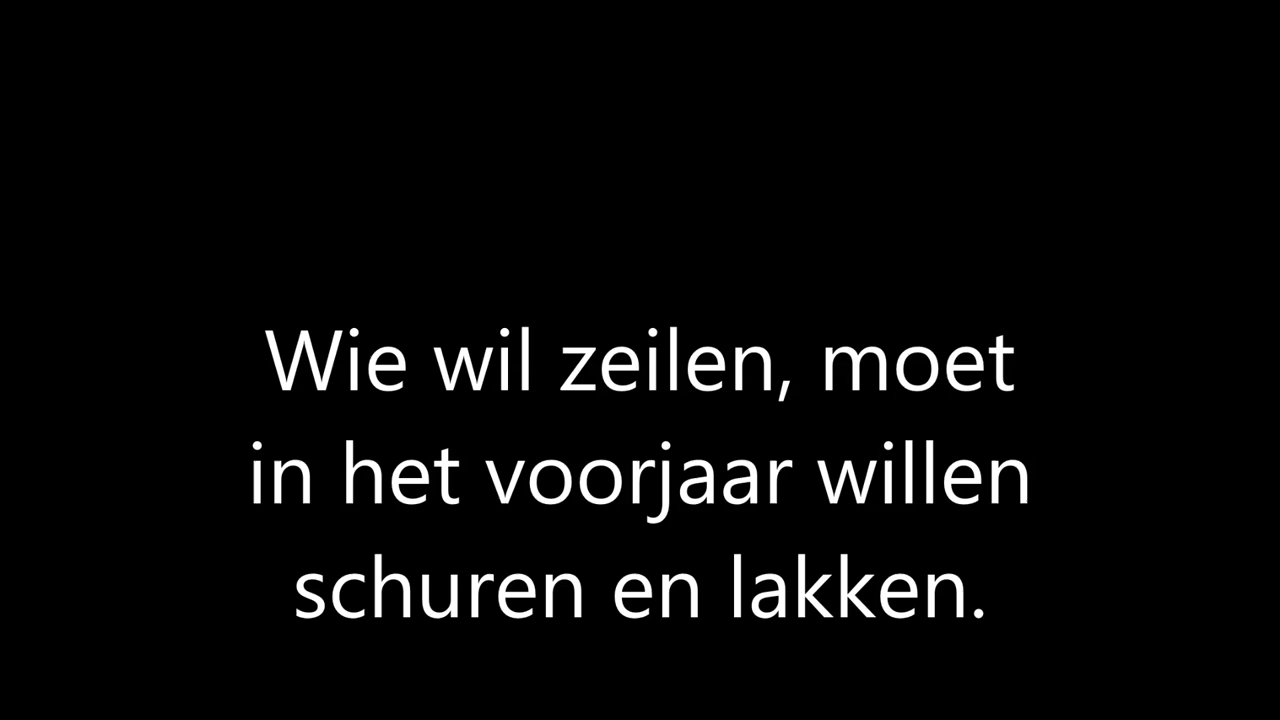 Wie wil zeilen, moet
in het voorjaar willen
schuren en lakken.